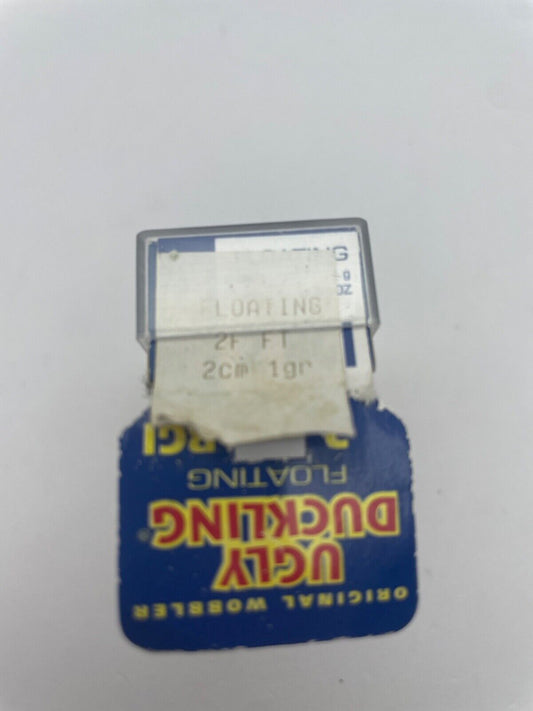 FLOATING
2F FT
2cm 1gr
ORIGINAL WOBBLER
UGLY
DUCKLING®
FLOATING